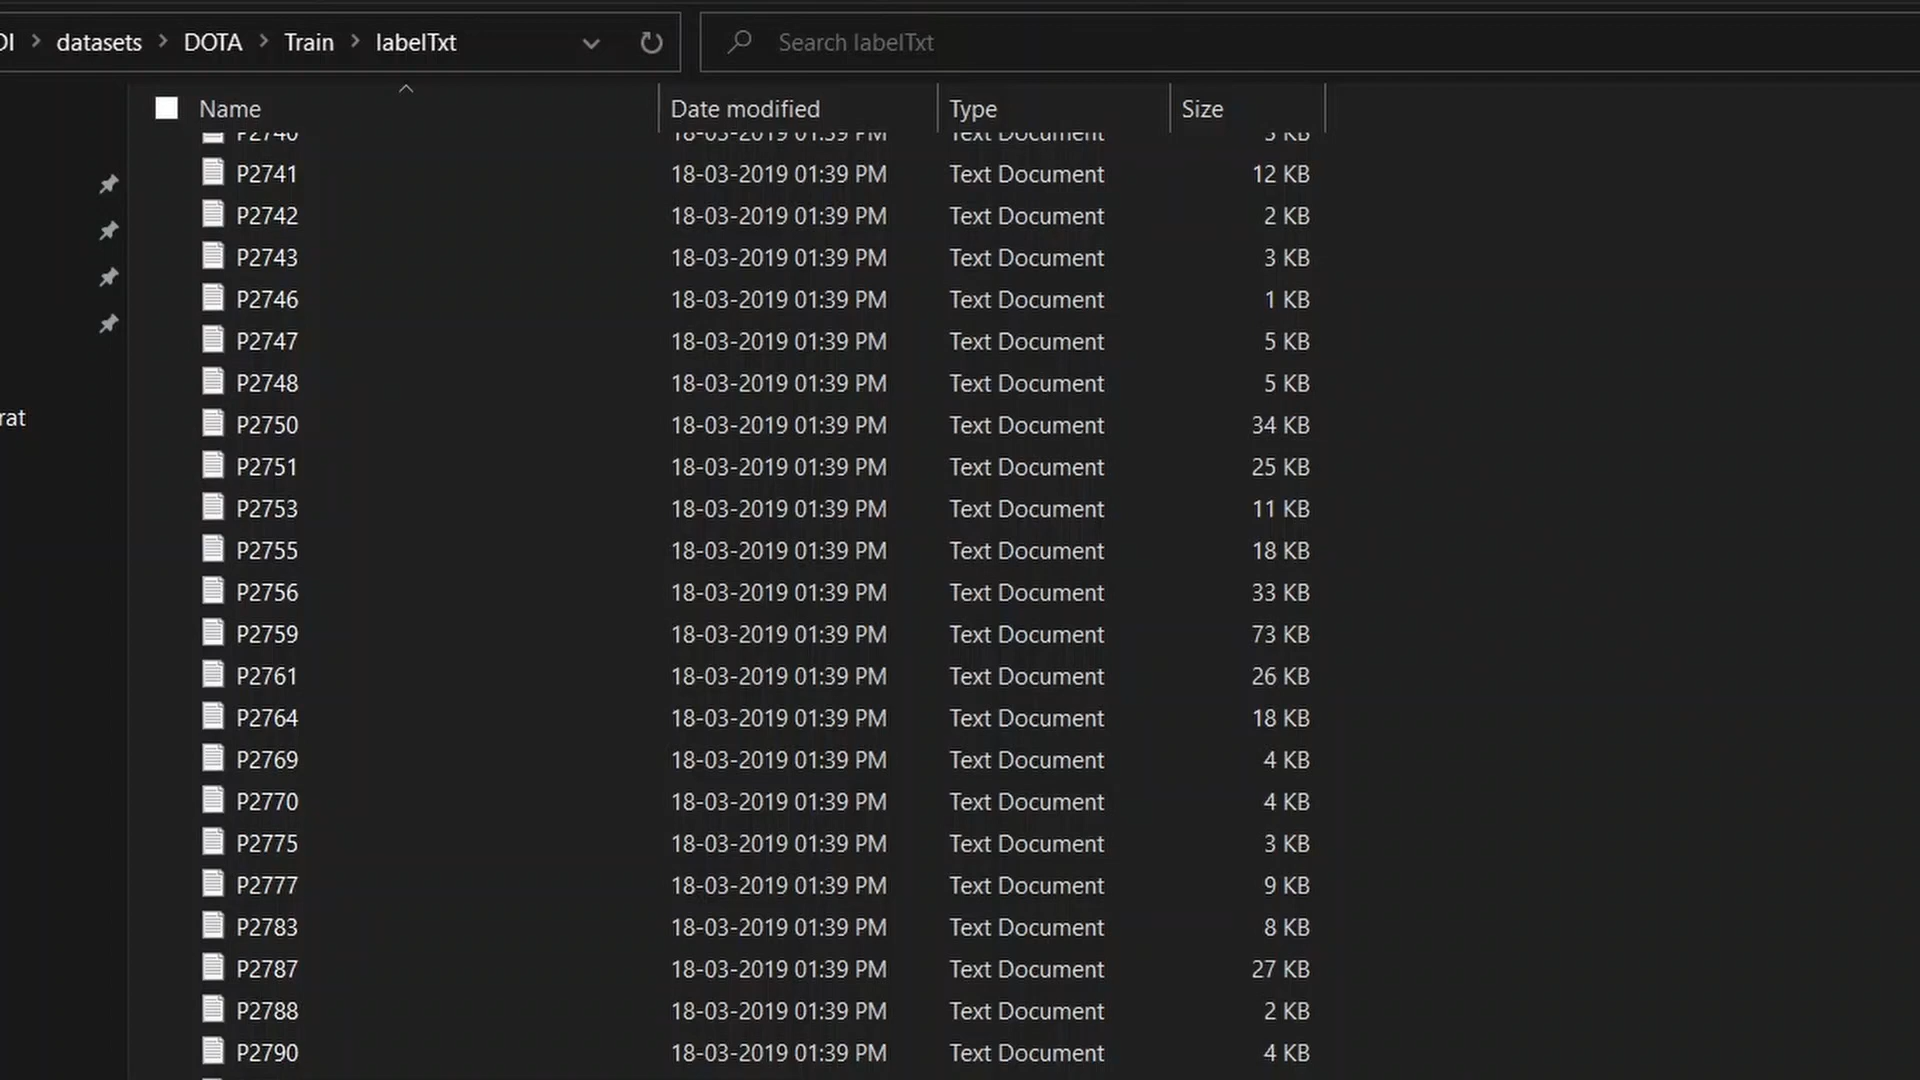 DI > datasets > DOTA > Train > labelTxt Search labelTxt
Name Date modified Type Size
P2740 18-03-2019 01:39 PM Text Document 3 KB
P2741 18-03-2019 01:39 PM Text Document 12 KB
P2742 18-03-2019 01:39 PM Text Document 2 KB
P2743 18-03-2019 01:39 PM Text Document 3 KB
P2746 18-03-2019 01:39 PM Text Document 1 KB
P2747 18-03-2019 01:39 PM Text Document 5 KB
P2748 18-03-2019 01:39 PM Text Document 5 KB
P2750 18-03-2019 01:39 PM Text Document 34 KB
rat
P2751 18-03-2019 01:39 PM Text Document 25 KB
P2753 18-03-2019 01:39 PM Text Document 11 KB
P2755 18-03-2019 01:39 PM Text Document 18 KB
P2756 18-03-2019 01:39 PM Text Document 33 KB
P2759 18-03-2019 01:39 PM Text Document 73 KB
P2761 18-03-2019 01:39 PM Text Document 26 KB
P2764 18-03-2019 01:39 PM Text Document 18 KB
P2769 18-03-2019 01:39 PM Text Document 4 KB
P2770 18-03-2019 01:39 PM Text Document 4 KB
P2775 18-03-2019 01:39 PM Text Document 3 KB
P2777 18-03-2019 01:39 PM Text Document 9 KB
P2783 18-03-2019 01:39 PM Text Document 8 KB
P2787 18-03-2019 01:39 PM Text Document 27 KB
P2788 18-03-2019 01:39 PM Text Document 2 KB
P2790 18-03-2019 01:39 PM Text Document 4 KB